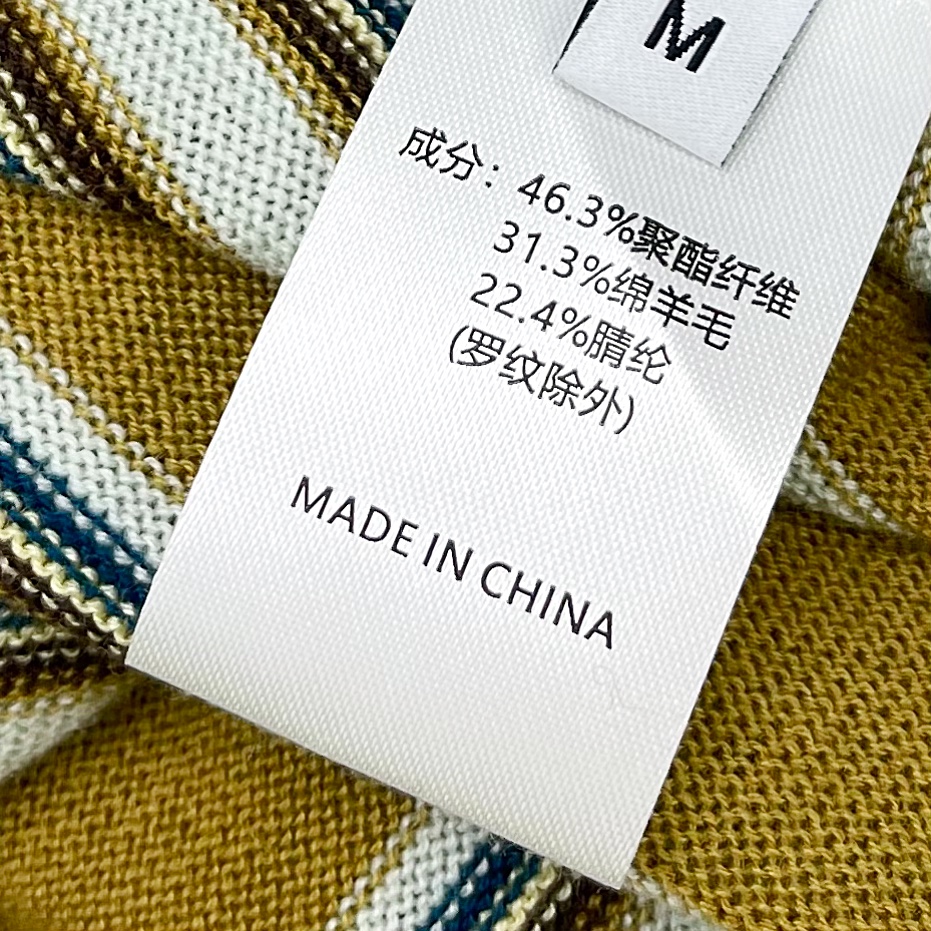 M
成分：46.3%聚酯纤维
31.3%绵羊毛
22.4%腈纶
(罗纹除外)
MADE IN CHINA